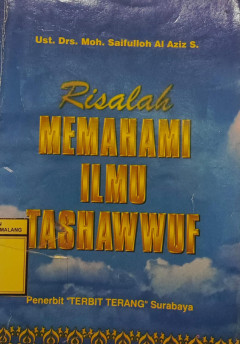 Ust. Drs. Moh. Saifulloh Al Aziz S.
Risalah
MEMAHAMI
ILMU
TASHAWWUF
MALANG
Penerbit "TERBIT TERANG" Surabaya